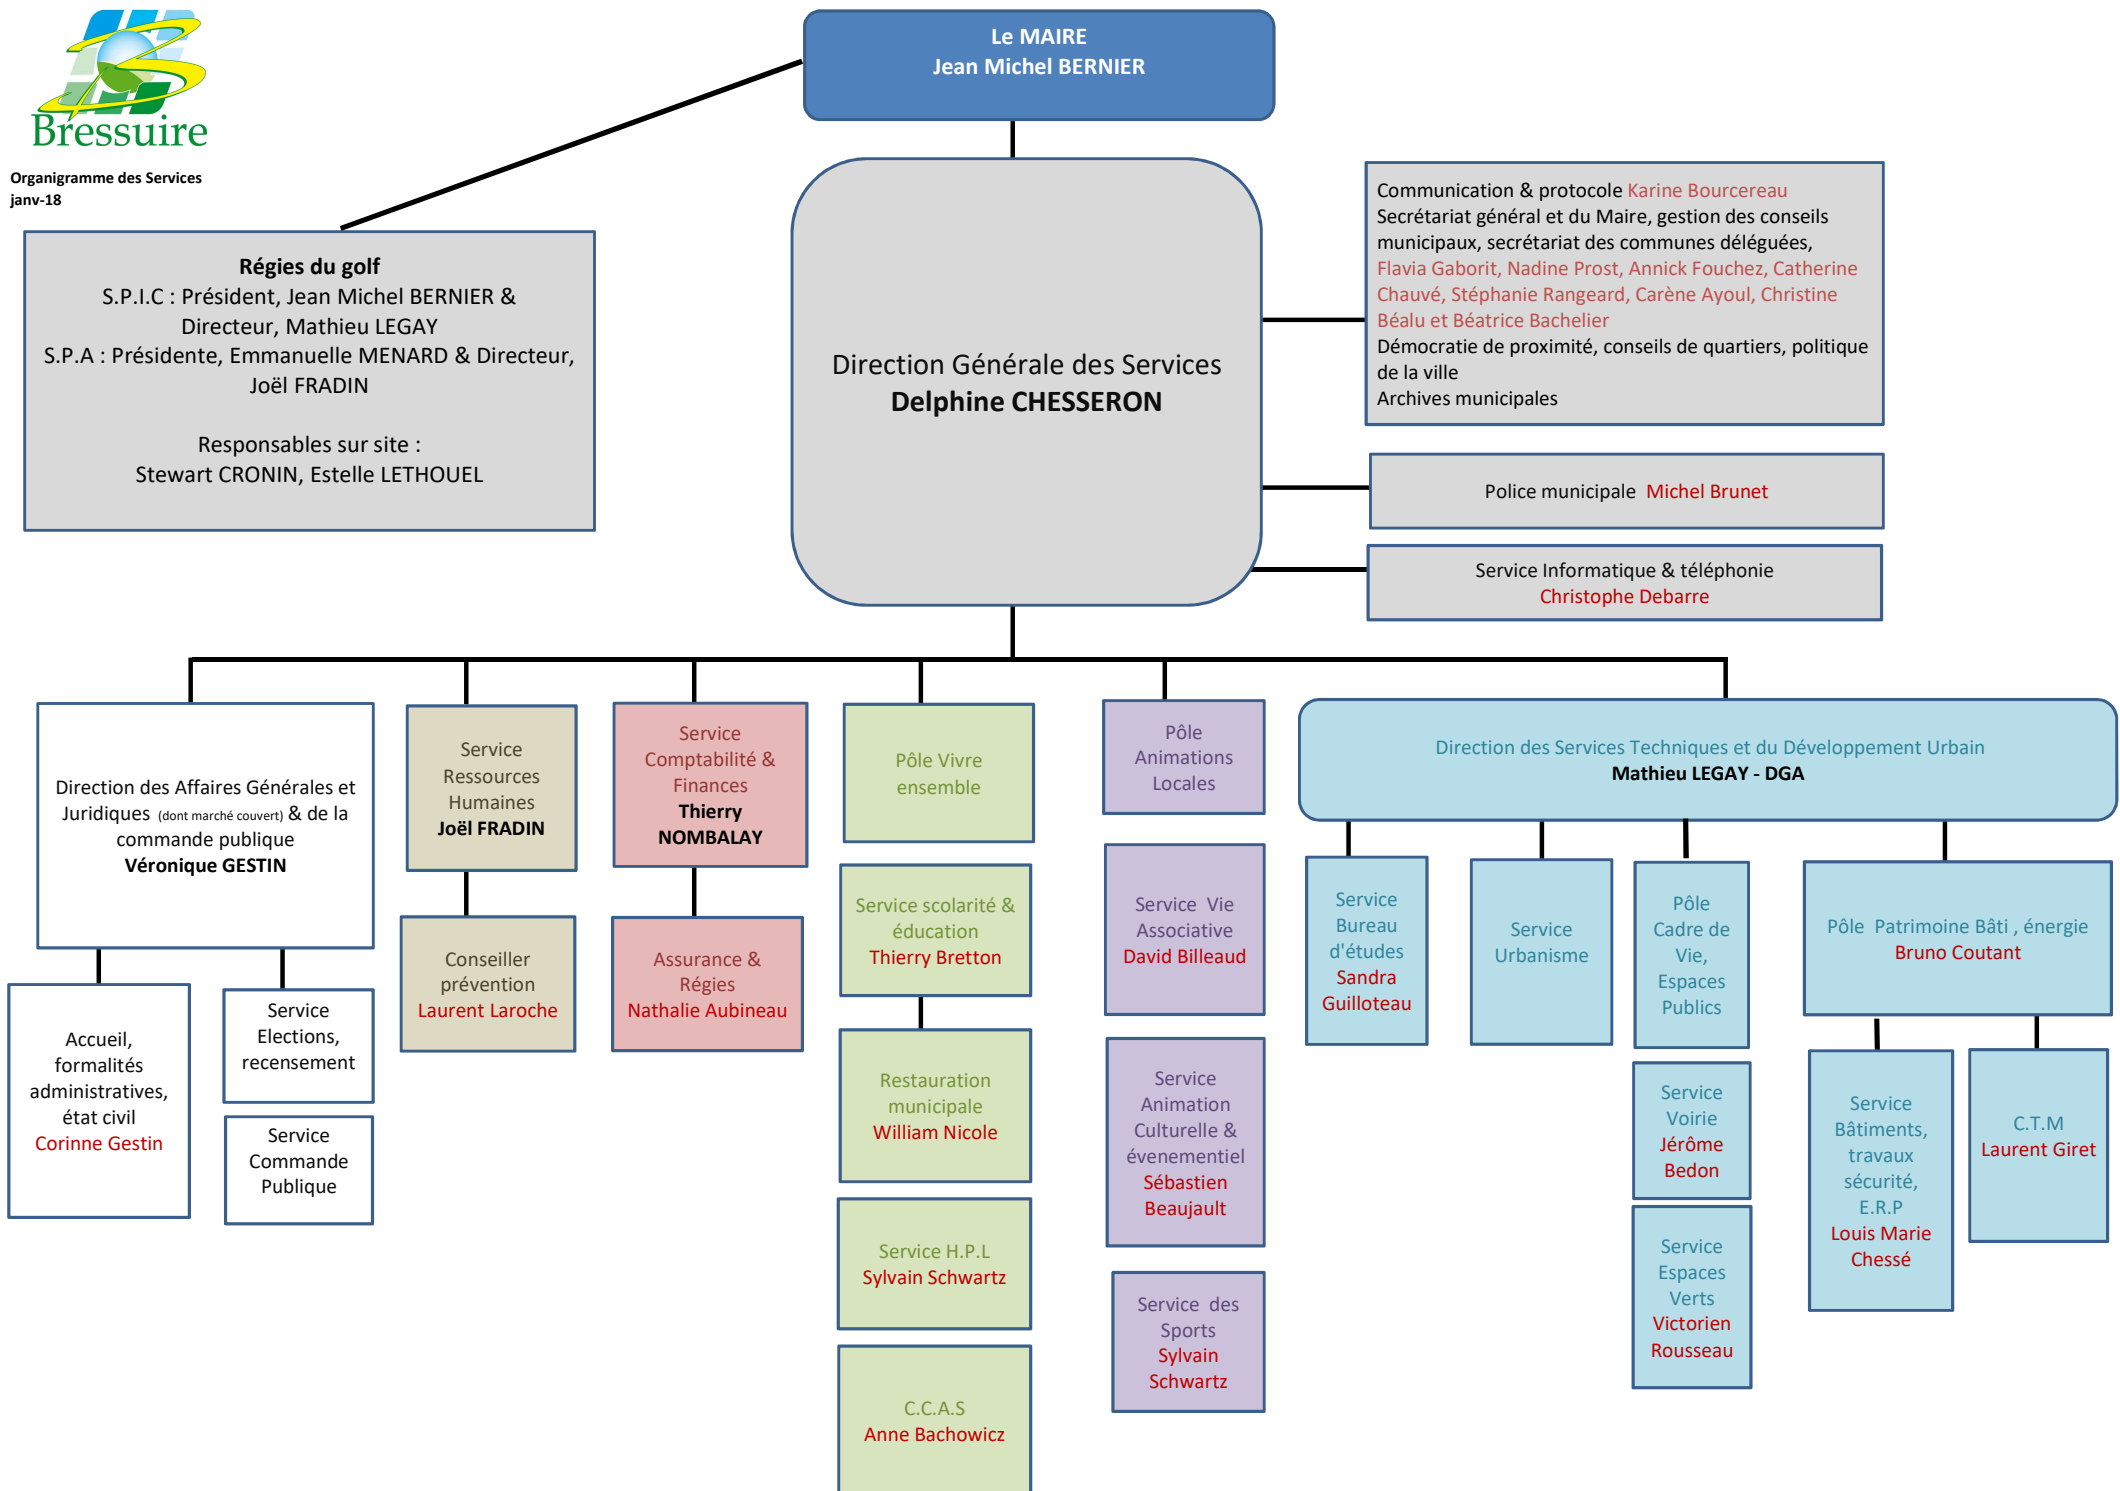 Bressuire
Organigramme des Services
janv-18
Le MAIRE
Jean Michel BERNIER
Régies du golf
S.P.I.C : Président, Jean Michel BERNIER &
Directeur, Mathieu LEGAY
S.P.A : Présidente, Emmanuelle MENARD & Directeur,
Joël FRADIN
Responsables sur site :
Stewart CRONIN, Estelle LETHOUEL
Direction Générale des Services
Delphine CHESSERON
Communication & protocole Karine Bourcereau
Secrétariat général et du Maire, gestion des conseils
municipaux, secrétariat des communes déléguées,
Flavia Gaborit, Nadine Prost, Annick Fouchez, Catherine
Chauvé, Stéphanie Rangeard, Carène Ayoul, Christine
Béalu et Béatrice Bachelier
Démocratie de proximité, conseils de quartiers, politique
de la ville
Archives municipales
Police municipale Michel Brunet
Service Informatique & téléphonie
Christophe Debarre
Direction des Affaires Générales et
Juridiques (dont marché couvert) & de la
commande publique
Véronique GESTIN
Accueil,
formalités
administratives,
état civil
Corinne Gestin
Service
Elections,
recensement
Service
Commande
Publique
Service
Ressources
Humaines
Joël FRADIN
Conseiller
prévention
Laurent Laroche
Service
Comptabilité &
Finances
Thierry
NOMBALAY
Assurance &
Régies
Nathalie Aubineau
Pôle Vivre
ensemble
Service scolarité &
éducation
Thierry Bretton
Restauration
municipale
William Nicole
Service H.P.L
Sylvain Schwartz
C.C.A.S
Anne Bachowicz
Pôle
Animations
Locales
Service Vie
Associative
David Billeaud
Service
Animation
Culturelle &
évenementiel
Sébastien
Beaujault
Service des
Sports
Sylvain
Schwartz
Direction des Services Techniques et du Développement Urbain
Mathieu LEGAY - DGA
Service
Bureau
d'études
Sandra
Guilloteau
Service
Urbanisme
Pôle
Cadre de
Vie,
Espaces
Publics
Service
Voirie
Jérôme
Bedon
Service
Espaces
Verts
Victorien
Rousseau
Pôle Patrimoine Bâti , énergie
Bruno Coutant
Service
Bâtiments,
travaux
sécurité,
E.R.P
Louis Marie
Chessé
C.T.M
Laurent Giret